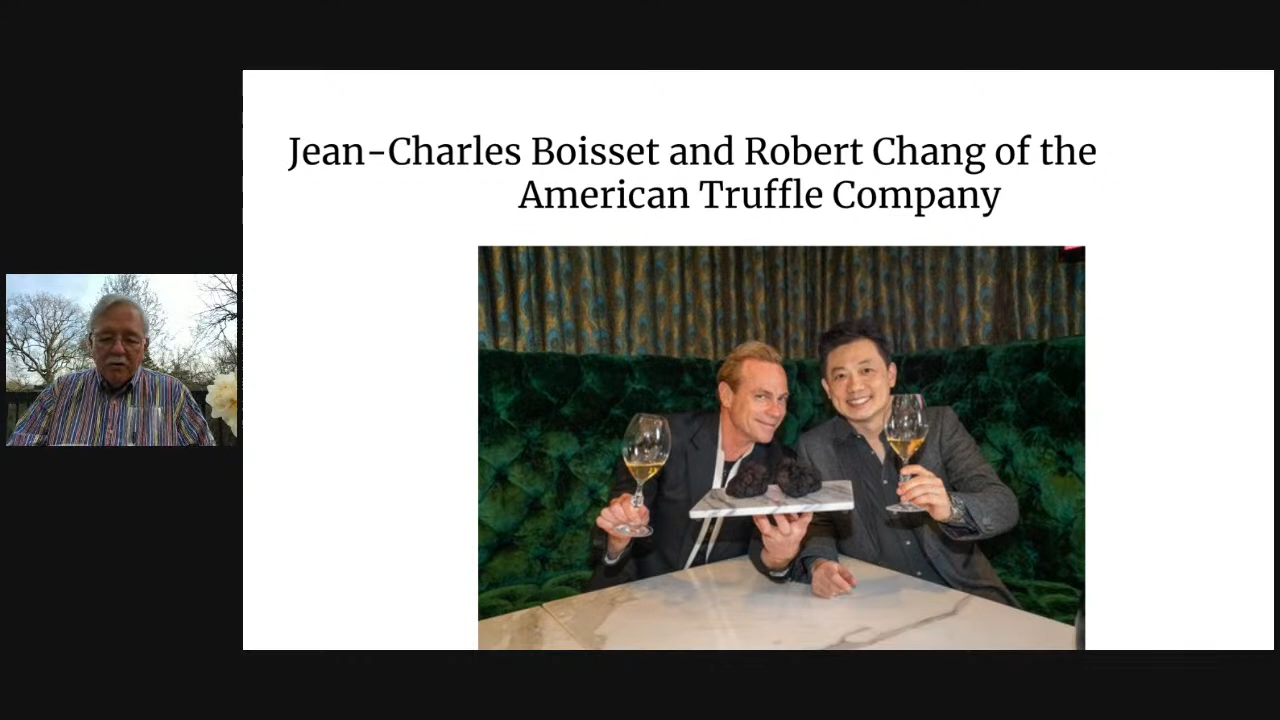 Jean-Charles Boisset and Robert Chang of the
American Truffle Company